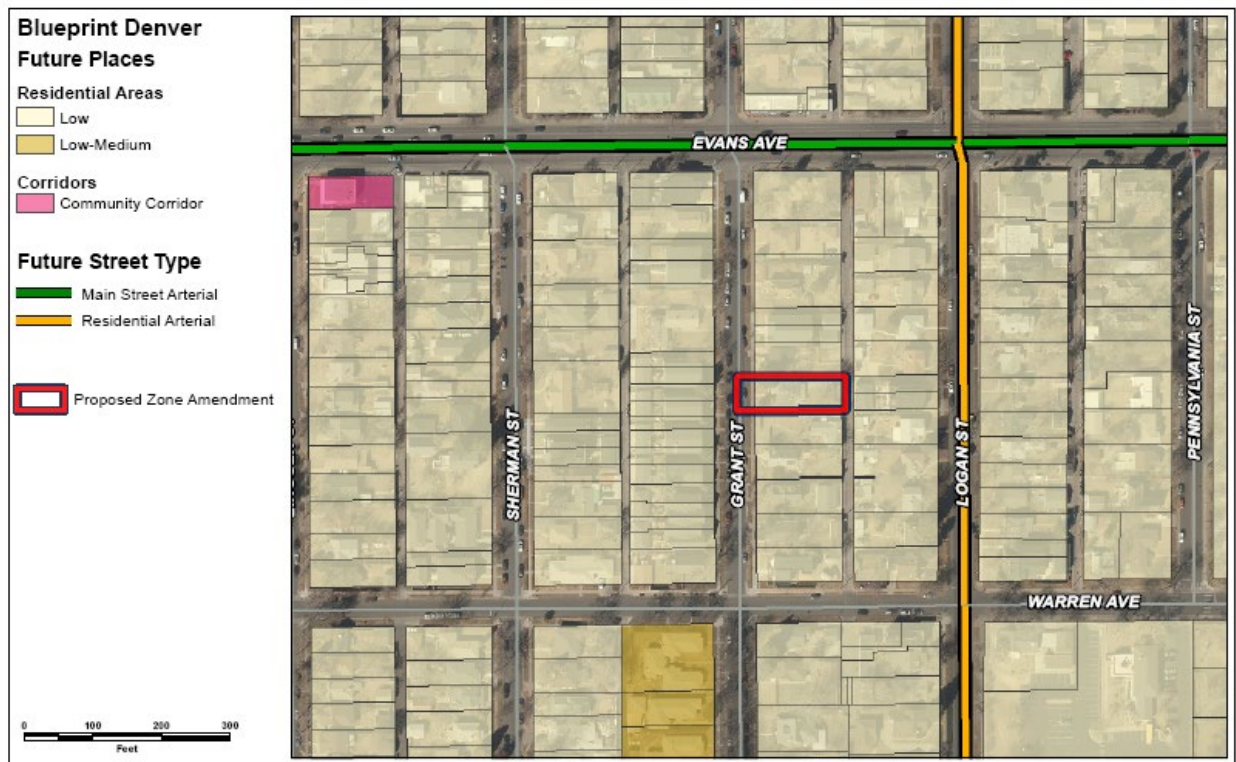 Blueprint Denver
Future Places
Residential Areas
Low
Low-Medium
Corridors
Community Corridor
Future Street Type
Main Street Arterial
Residential Arterial
Proposed Zone Amendment
0 100 200 300
Feet
EVANS AVE
SHERMAN ST
GRANT ST
LOGAN ST
PENNSYLVANIA ST
WARREN AVE